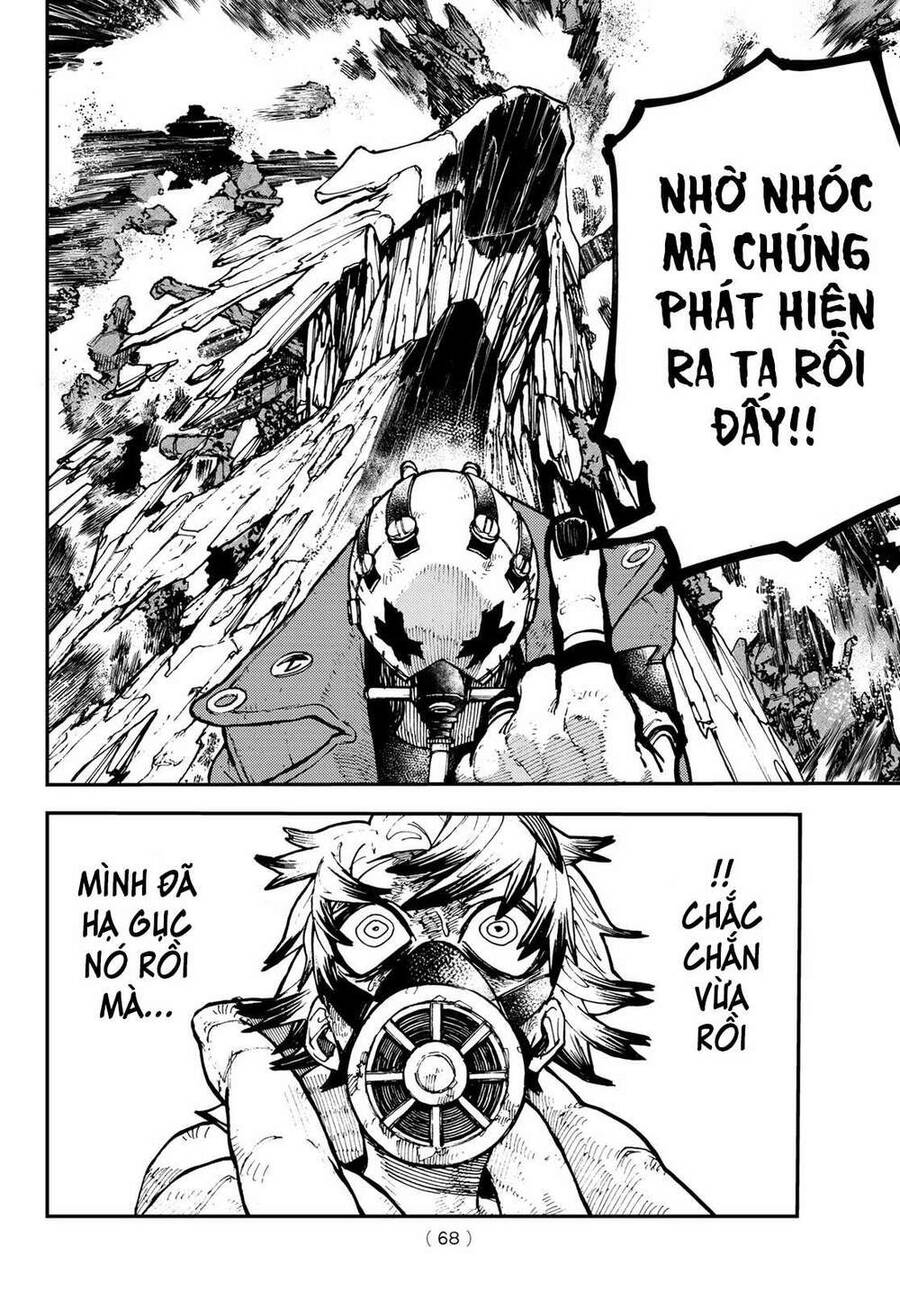 NHỜ NHÓC
MÀ CHÚNG
PHÁT HIỆN
RA TA RỒI
ĐẤY!!
!!
CHẮC
CHẮN
VỪA
RỒI
MÌNH ĐÃ
HẠ GỤC
NÓ RỒI
MÀ...
(68)